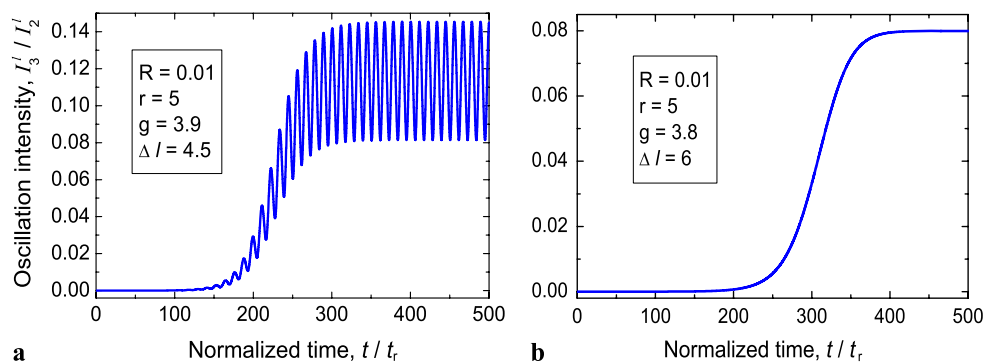 Oscillation intensity, I₃ˡ / I₂ˡ
0.14
0.12
0.10
0.08
0.06
0.04
0.02
0.00
R = 0.01
r = 5
g = 3.9
Δ l = 4.5
0 100 200 300 400 500
Normalized time, t / tᵣ
a
0.08
0.06
0.04
0.02
0.00
R = 0.01
r = 5
g = 3.8
Δ l = 6
0 100 200 300 400 500
Normalized time, t / tᵣ
b